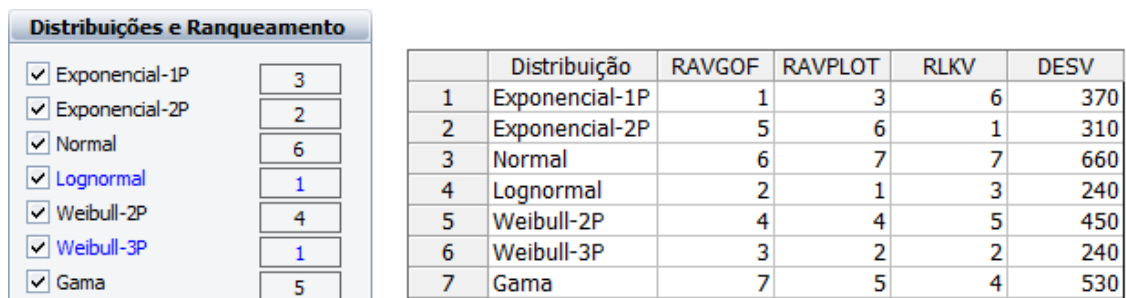 Distribuições e Ranqueamento
Exponencial-1P 3
Exponencial-2P 2
Normal 6
Lognormal 1
Weibull-2P 4
Weibull-3P 1
Gama 5
Distribuição RAVGOF RAVPLOT RLKV DESV
1 Exponencial-1P 1 3 6 370
2 Exponencial-2P 5 6 1 310
3 Normal 6 7 7 660
4 Lognormal 2 1 3 240
5 Weibull-2P 4 4 5 450
6 Weibull-3P 3 2 2 240
7 Gama 7 5 4 530